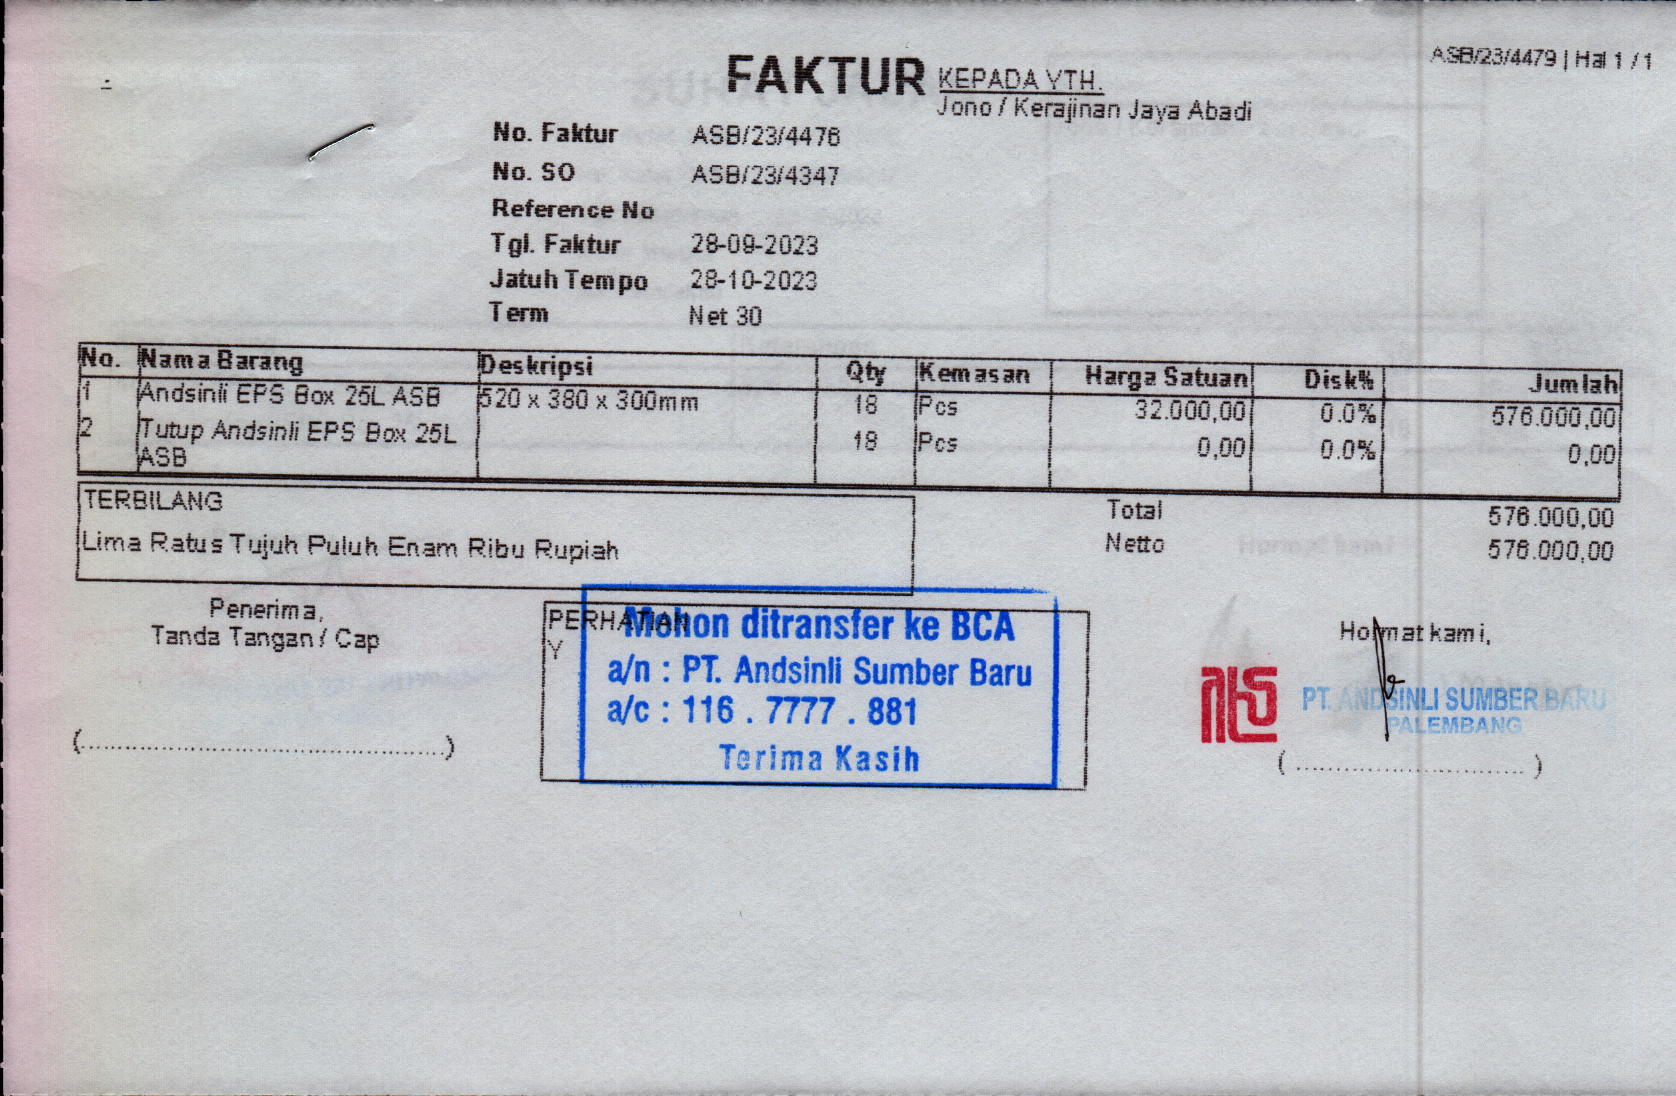 ASB/23/4479 | Hal 1 / 1
FAKTUR
KEPADA YTH.
Jono / Kerajinan Jaya Abadi
No. Faktur ASB/23/4476
No. SO ASB/23/4347
Reference No
Tgl. Faktur 28-09-2023
Jatuh Tempo 28-10-2023
Term Net 30
No. Nama Barang Deskripsi Qty Kemasan Harga Satuan Disk% Jumlah
1 Andsinli EPS Box 25L ASB 520 x 380 x 300mm 18 Pcs 32.000,00 0.0% 576.000,00
2 Tutup Andsinli EPS Box 25L 18 Pcs 0,00 0.0% 0,00
ASB
TERBILANG
Lima Ratus Tujuh Puluh Enam Ribu Rupiah
Total 576.000,00
Netto 576.000,00
Penerima,
Tanda Tangan / Cap
(..........................................................)
PERHATIAN
Y
Mohon ditransfer ke BCA
a/n : PT. Andsinli Sumber Baru
a/c : 116 . 7777 . 881
Terima Kasih
Hormat kami,
PT. ANDSINLI SUMBER BARU
PALEMBANG
( ................................ )